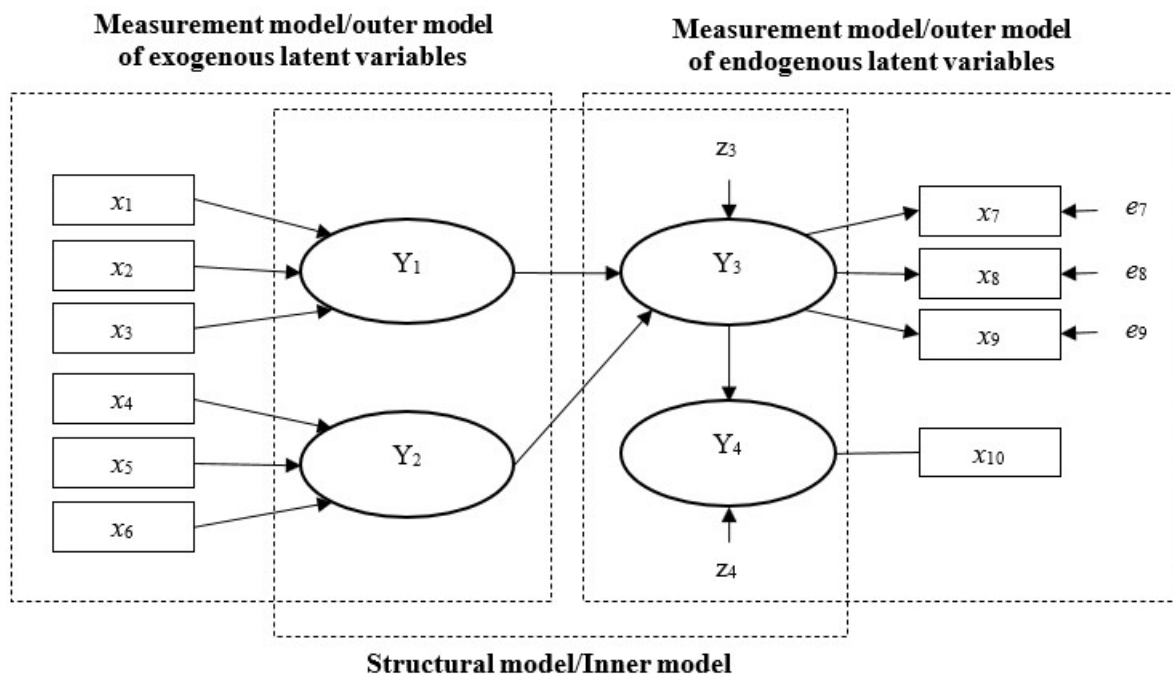 Measurement model/outer model
of exogenous latent variables
Measurement model/outer model
of endogenous latent variables
x₁
x₂
x₃
x₄
x₅
x₆
Y₁
Y₂
z₃
Y₃
Y₄
z₄
x₇
x₈
x₉
x₁₀
e₇
e₈
e₉
Structural model/Inner model